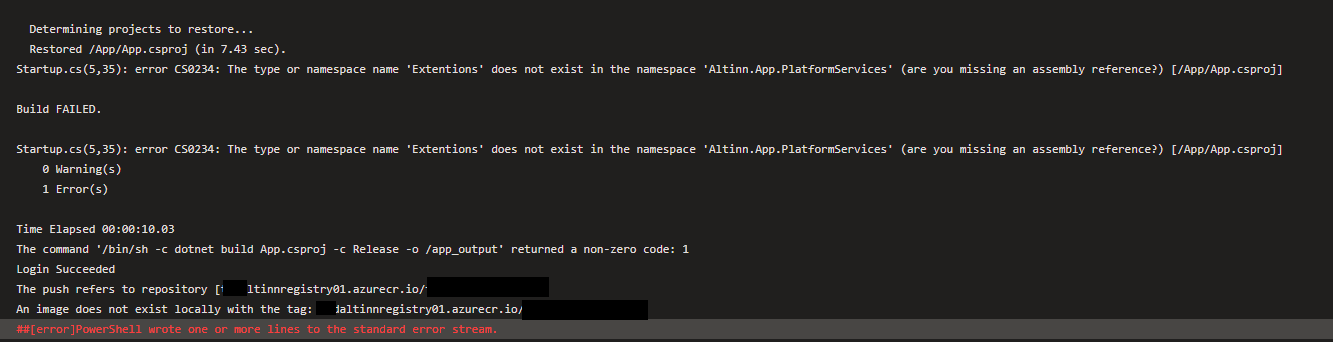 Determining projects to restore...
Restored /App/App.csproj (in 7.43 sec).
Startup.cs(5,35): error CS0234: The type or namespace name 'Extentions' does not exist in the namespace 'Altinn.App.PlatformServices' (are you missing an assembly reference?) [/App/App.csproj]
Build FAILED.
Startup.cs(5,35): error CS0234: The type or namespace name 'Extentions' does not exist in the namespace 'Altinn.App.PlatformServices' (are you missing an assembly reference?) [/App/App.csproj]
0 Warning(s)
1 Error(s)
Time Elapsed 00:00:10.03
The command '/bin/sh -c dotnet build App.csproj -c Release -o /app_output' returned a non-zero code: 1
Login Succeeded
The push refers to repository [ ltinnregistry01.azurecr.io/
An image does not exist locally with the tag: altinnregistry01.azurecr.io/
##[error]PowerShell wrote one or more lines to the standard error stream.